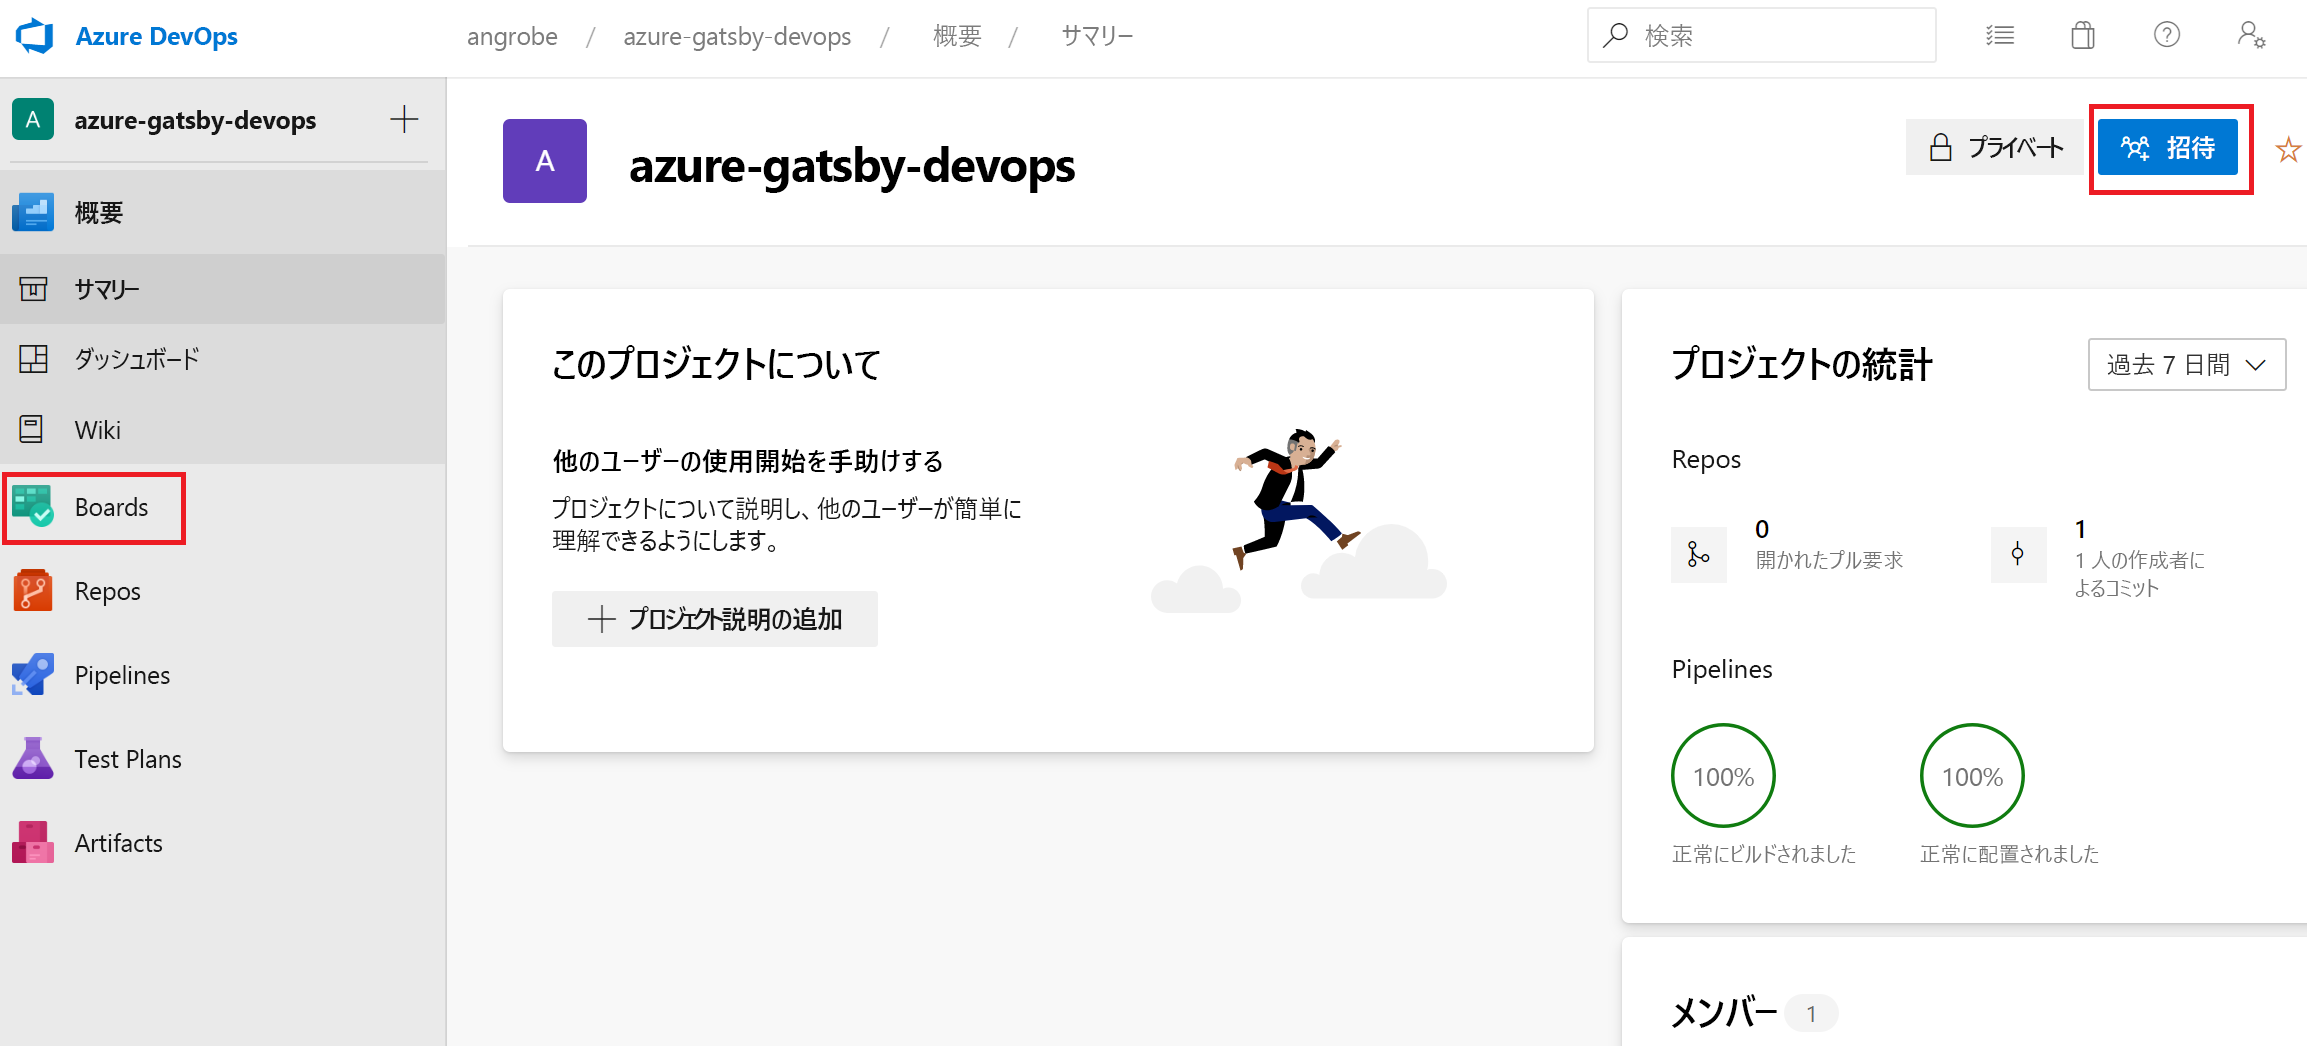 Azure DevOps
angrobe / azure-gatsby-devops / 概要 / サマリー
検索
A azure-gatsby-devops
概要
サマリー
ダッシュボード
Wiki
Boards
Repos
Pipelines
Test Plans
Artifacts
A azure-gatsby-devops
プライベート
招待
このプロジェクトについて
他のユーザーの使用開始を手助けする
プロジェクトについて説明し、他のユーザーが簡単に
理解できるようにします。
プロジェクト説明の追加
プロジェクトの統計
過去 7 日間
Repos
0
開かれたプル要求
1
1 人の作成者に
よるコミット
Pipelines
100%
正常にビルドされました
100%
正常に配置されました
メンバー 1